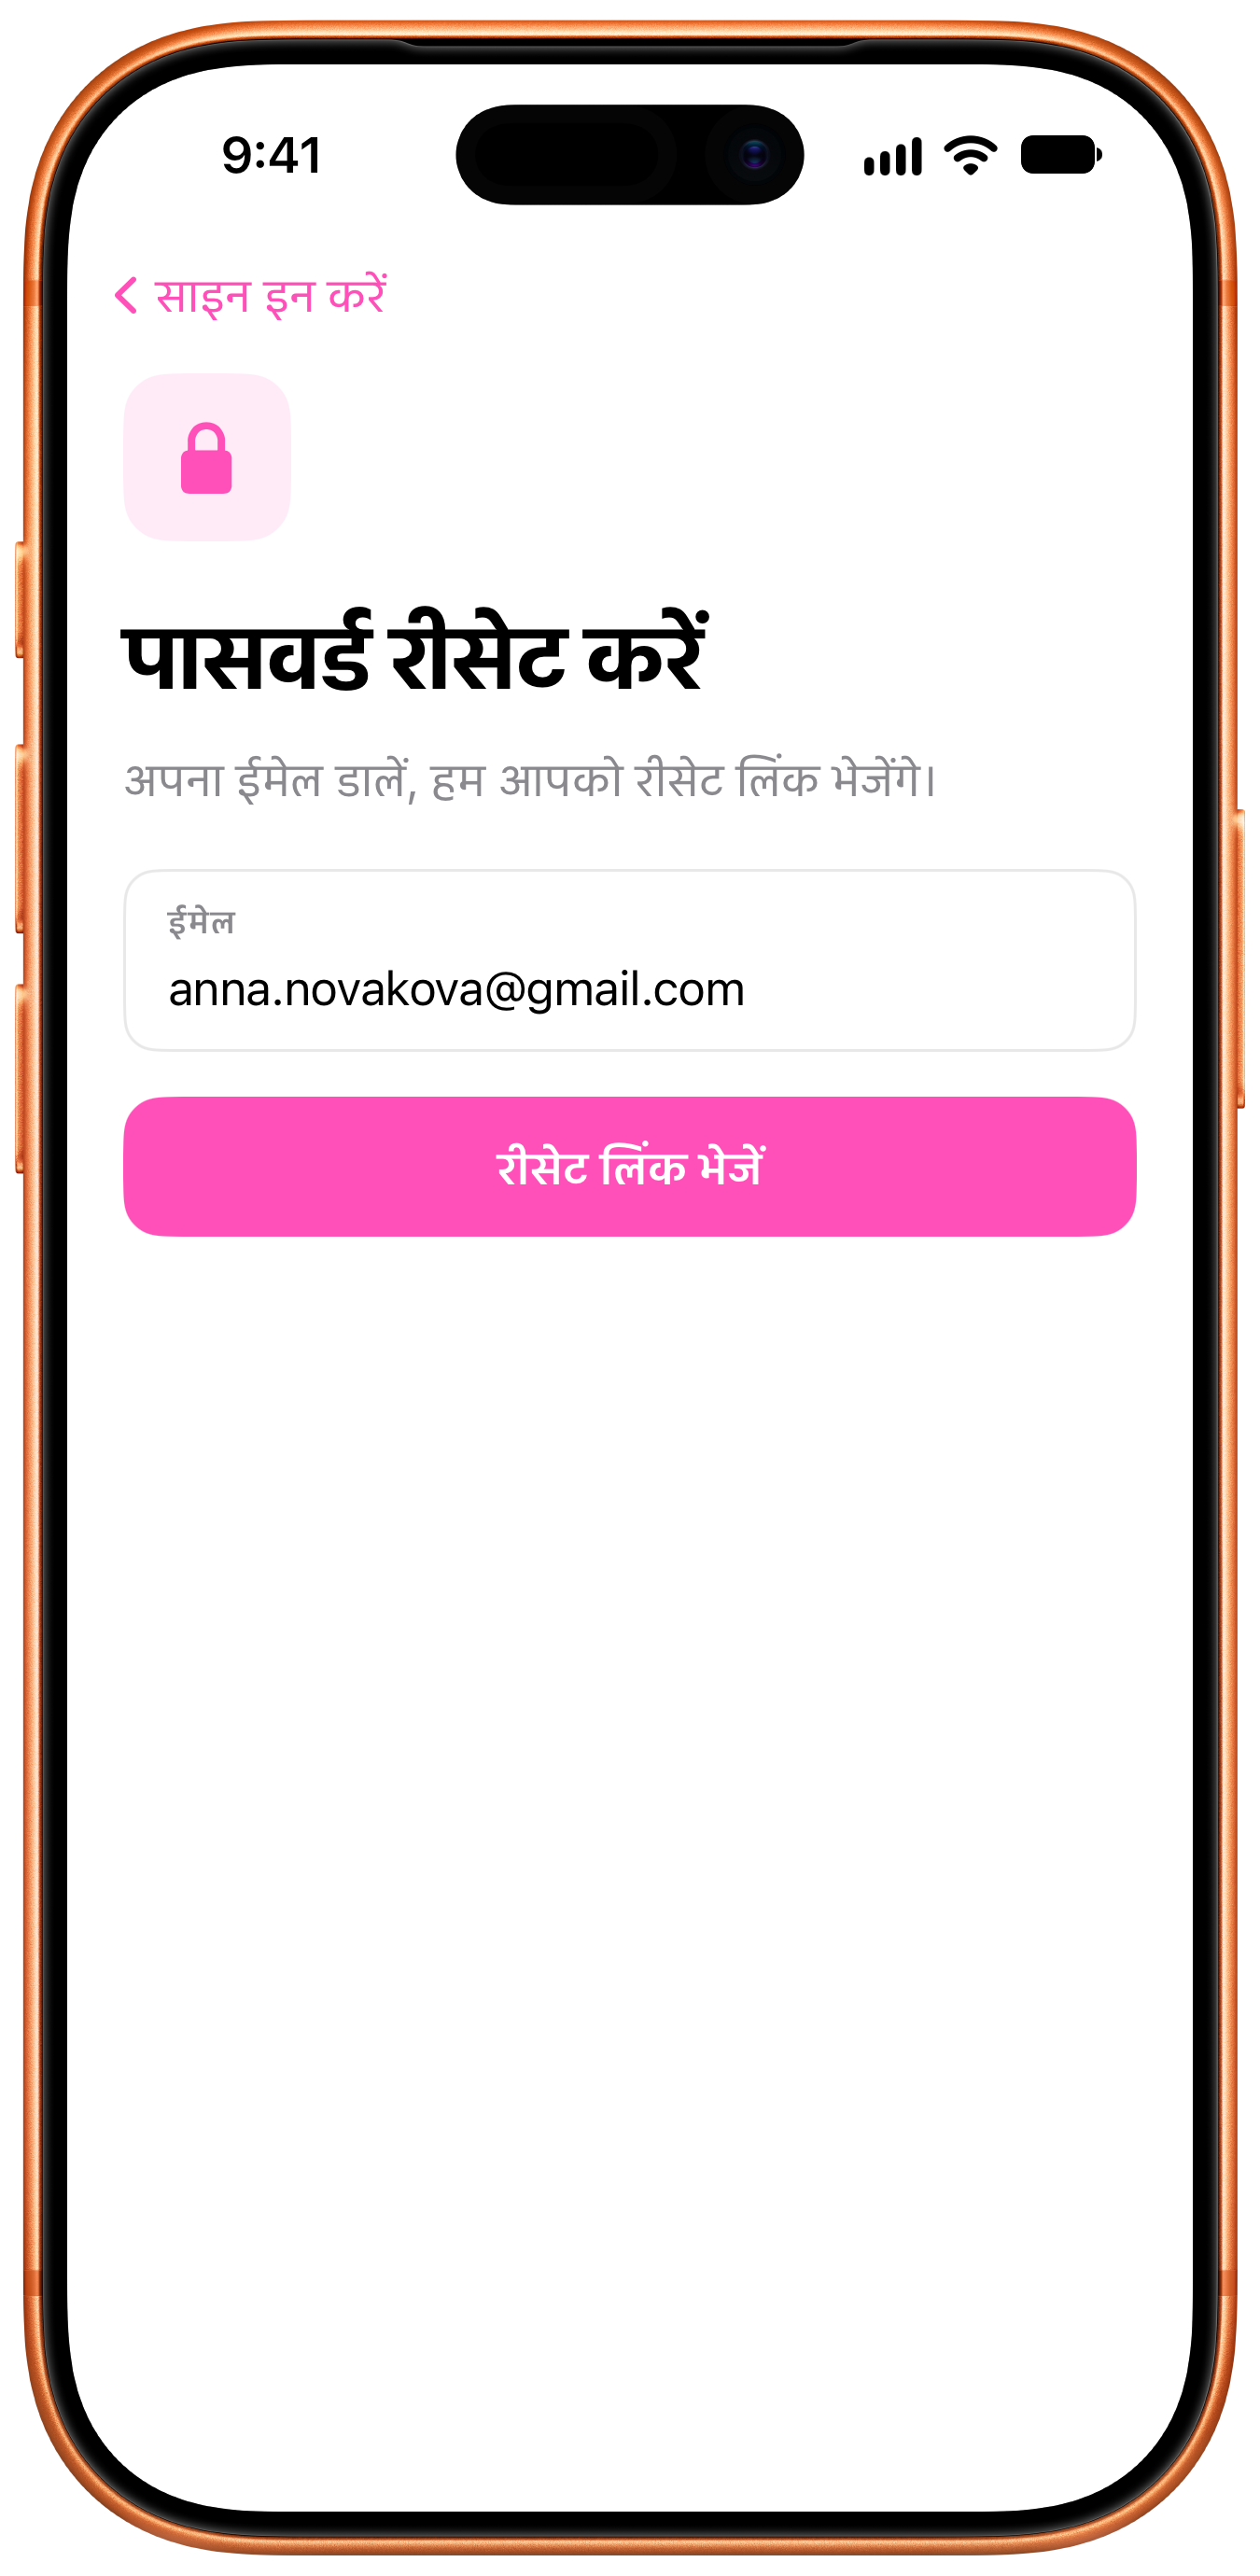 9:41
साइन इन करें
पासवर्ड रीसेट करें
अपना ईमेल डालें, हम आपको रीसेट लिंक भेजेंगे।
ईमेल
anna.novakova@gmail.com
रीसेट लिंक भेजें